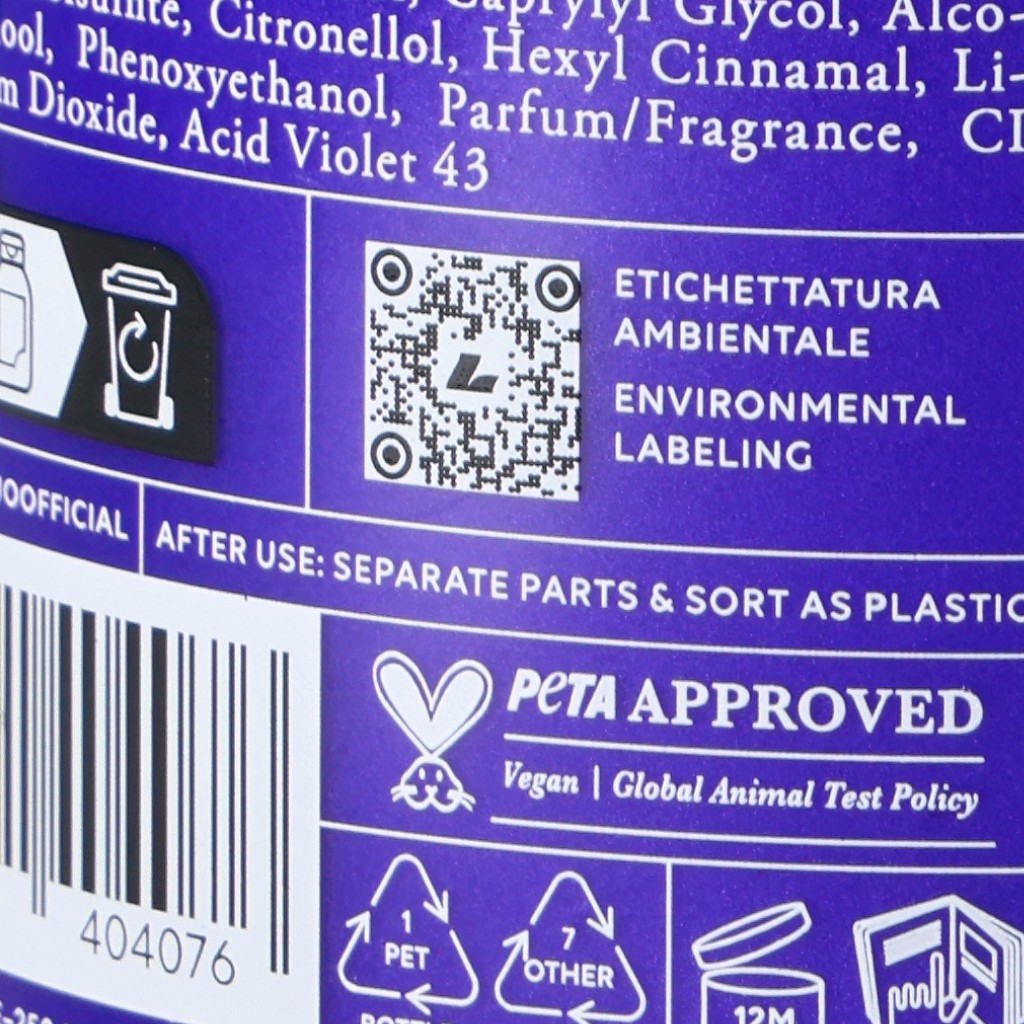 Caprylyl Glycol, Alco-
Citronellol, Hexyl Cinnamal, Li-
Phenoxyethanol, Parfum/Fragrance, CI
Dioxide, Acid Violet 43
ETICHETTATURA
AMBIENTALE
ENVIRONMENTAL
LABELING
OOFFICIAL
AFTER USE: SEPARATE PARTS & SORT AS PLASTIC
PETA APPROVED
Vegan | Global Animal Test Policy
404076
1
PET
7
OTHER
12M